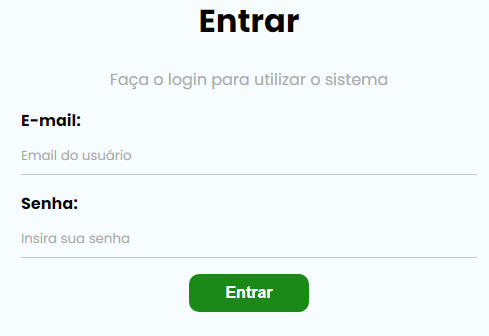 Entrar
Faça o login para utilizar o sistema
E-mail:
Email do usuário
Senha:
Insira sua senha
Entrar